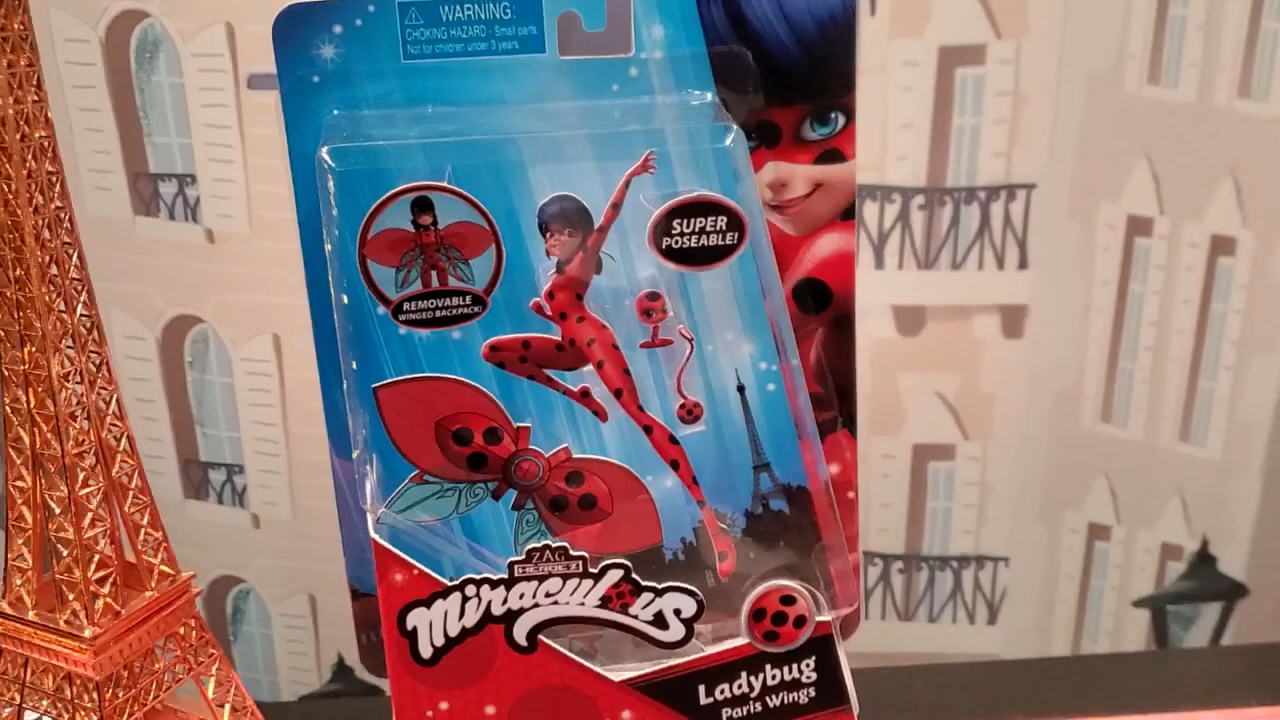 WARNING:
CHOKING HAZARD - Small parts.
Not for children under 3 years.
SUPER
POSEABLE!
REMOVABLE
WINGED BACKPACK!
ZAG
HEROEZ
Miraculous
Ladybug
Paris Wings